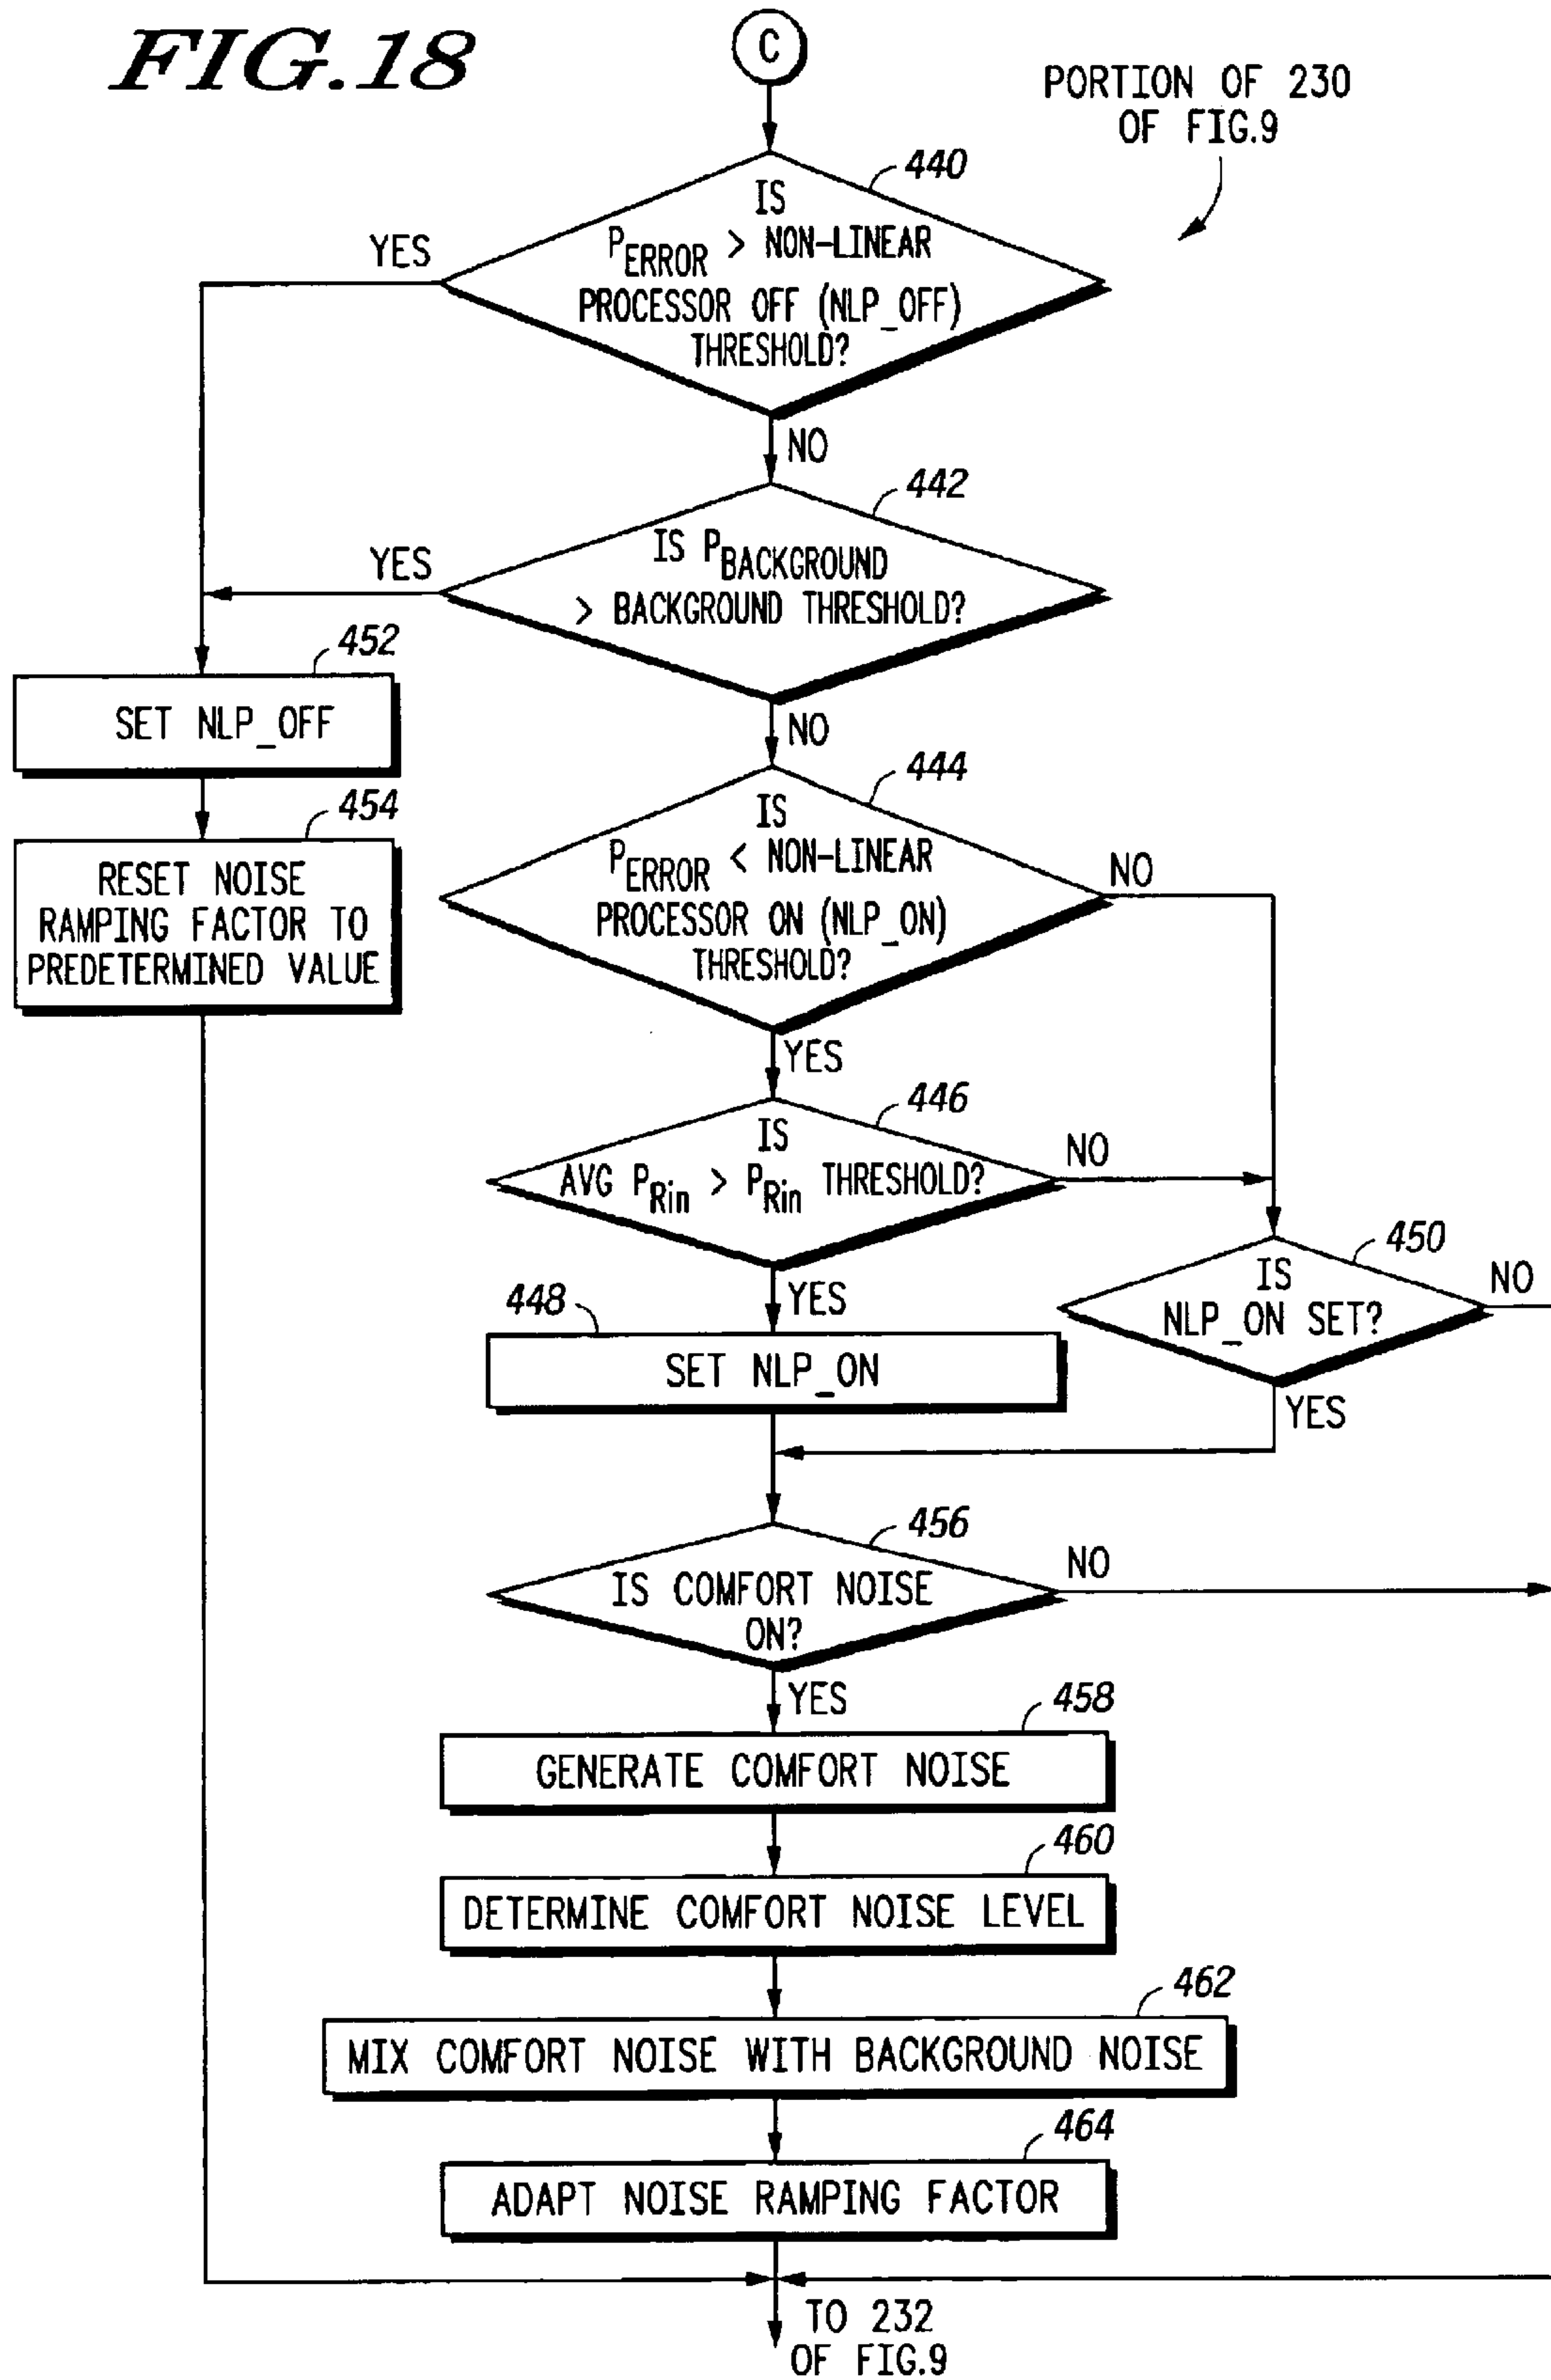 FIG.18
C
PORTION OF 230
OF FIG.9
440
IS
PERROR > NON-LINEAR
PROCESSOR OFF (NLP_OFF)
THRESHOLD?
YES
NO
442
IS PBACKGROUND
> BACKGROUND THRESHOLD?
YES
NO
452
SET NLP_OFF
454
RESET NOISE
RAMPING FACTOR TO
PREDETERMINED VALUE
444
IS
PERROR < NON-LINEAR
PROCESSOR ON (NLP_ON)
THRESHOLD?
NO
YES
446
IS
AVG PRin > PRin THRESHOLD?
NO
YES
450
IS
NLP_ON SET?
NO
YES
448
SET NLP_ON
456
IS COMFORT NOISE
ON?
NO
YES
458
GENERATE COMFORT NOISE
460
DETERMINE COMFORT NOISE LEVEL
462
MIX COMFORT NOISE WITH BACKGROUND NOISE
464
ADAPT NOISE RAMPING FACTOR
TO 232
OF FIG.9